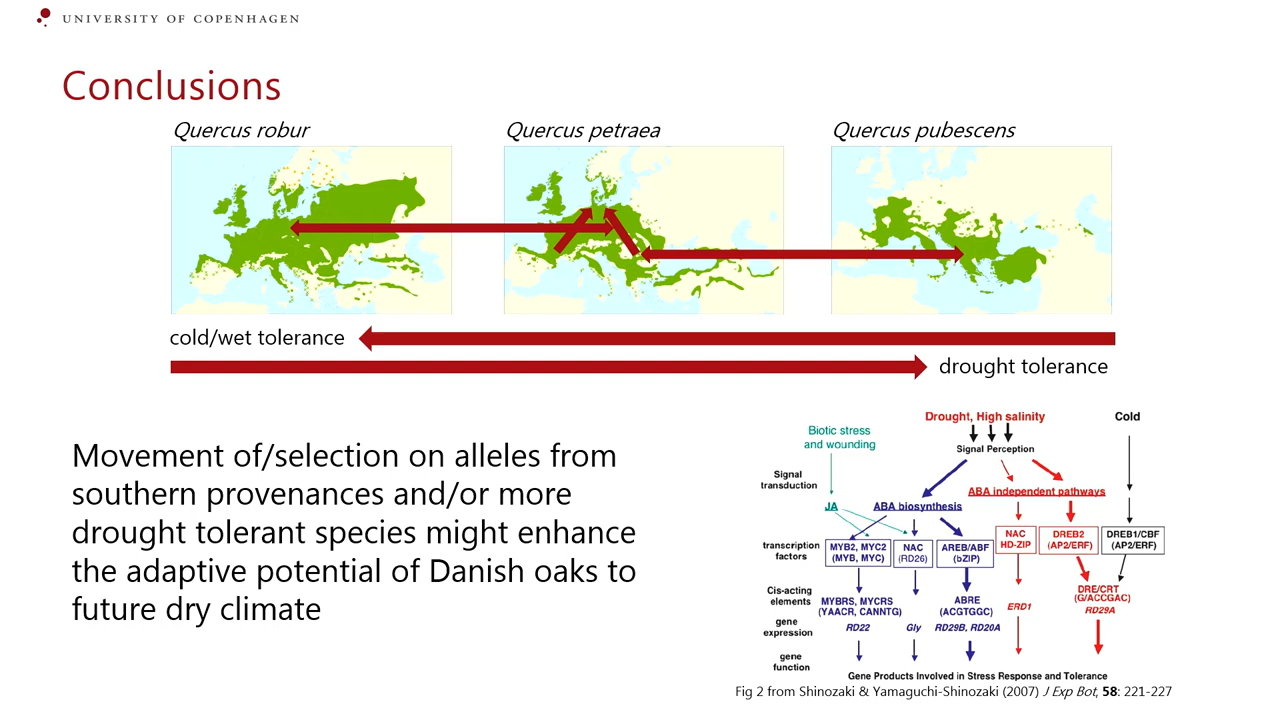 UNIVERSITY OF COPENHAGEN
Conclusions
Quercus robur
Quercus petraea
Quercus pubescens
cold/wet tolerance
drought tolerance
Movement of/selection on alleles from
southern provenances and/or more
drought tolerant species might enhance
the adaptive potential of Danish oaks to
future dry climate
Drought, High salinity
Cold
Biotic stress
and wounding
Signal Perception
Signal
transduction
ABA independent pathways
JA
ABA biosynthesis
transcription
factors
MYB2, MYC2
(MYB, MYC)
NAC
(RD26)
AREB/ABF
(bZIP)
NAC
HD-ZIP
DREB2
(AP2/ERF)
DREB1/CBF
(AP2/ERF)
Cis-acting
elements
MYBRS, MYCRS
(YAACR, CANNTG)
ABRE
(ACGTGGC)
ERD1
DRE/CRT
(G/ACCGAC)
RD29A
gene
expression
RD22
Gly
RD29B, RD20A
gene
function
Gene Products Involved in Stress Response and Tolerance
Fig 2 from Shinozaki & Yamaguchi-Shinozaki (2007) J Exp Bot, 58: 221-227